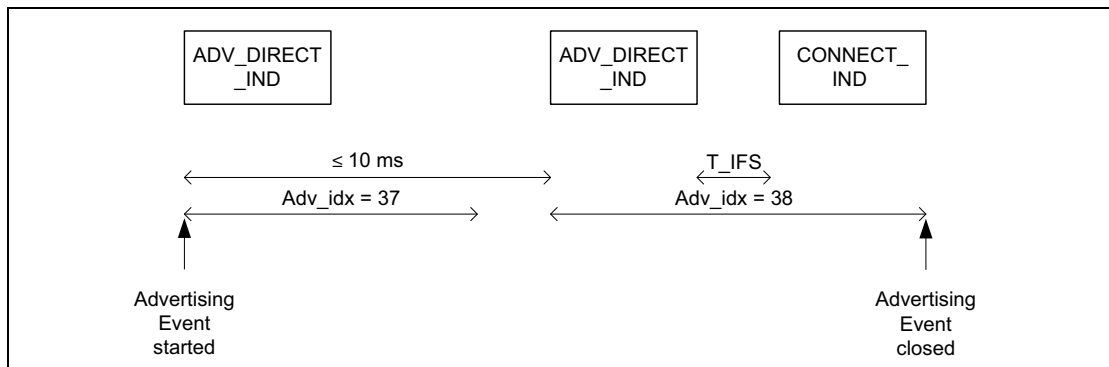 ADV_DIRECT
_IND
ADV_DIRECT
_IND
CONNECT_
IND
≤ 10 ms
T_IFS
Adv_idx = 37
Adv_idx = 38
Advertising
Event
started
Advertising
Event
closed